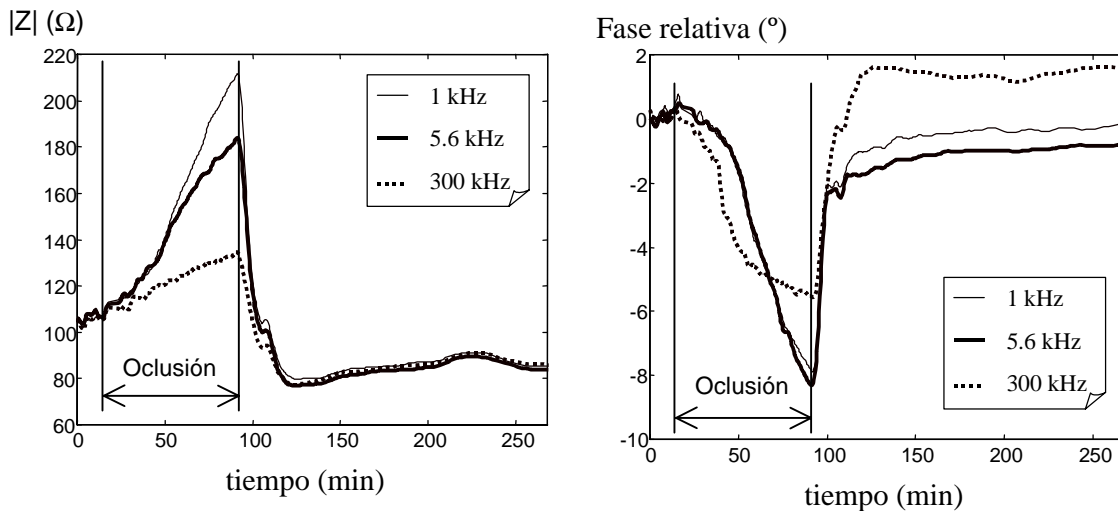 |Z| (Ω)
220
200
180
160
140
120
100
80
60
0
50
100
150
200
250
1 kHz
5.6 kHz
300 kHz
Oclusión
tiempo (min)
Fase relativa (º)
2
0
-2
-4
-6
-8
-10
0
50
100
150
200
250
Oclusión
1 kHz
5.6 kHz
300 kHz
tiempo (min)